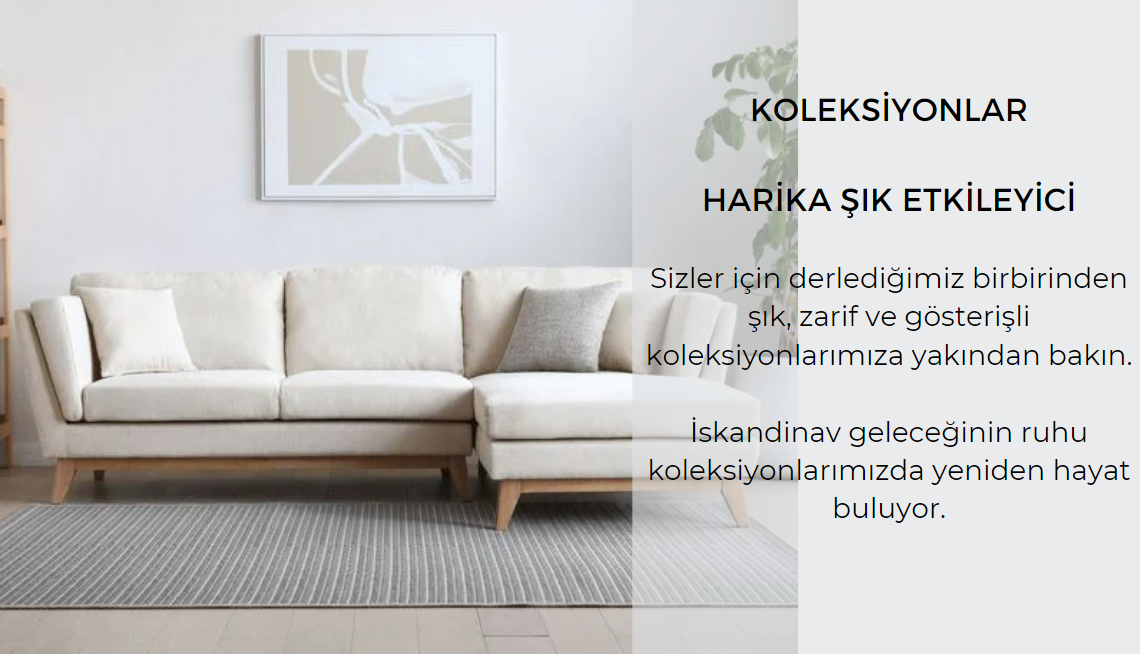 KOLEKSİYONLAR
HARİKA ŞIK ETKİLEYİCİ
Sizler için derlediğimiz birbirinden
şık, zarif ve gösterişli
koleksiyonlarımıza yakından bakın.
İskandinav geleceğinin ruhu
koleksiyonlarımızda yeniden hayat
buluyor.